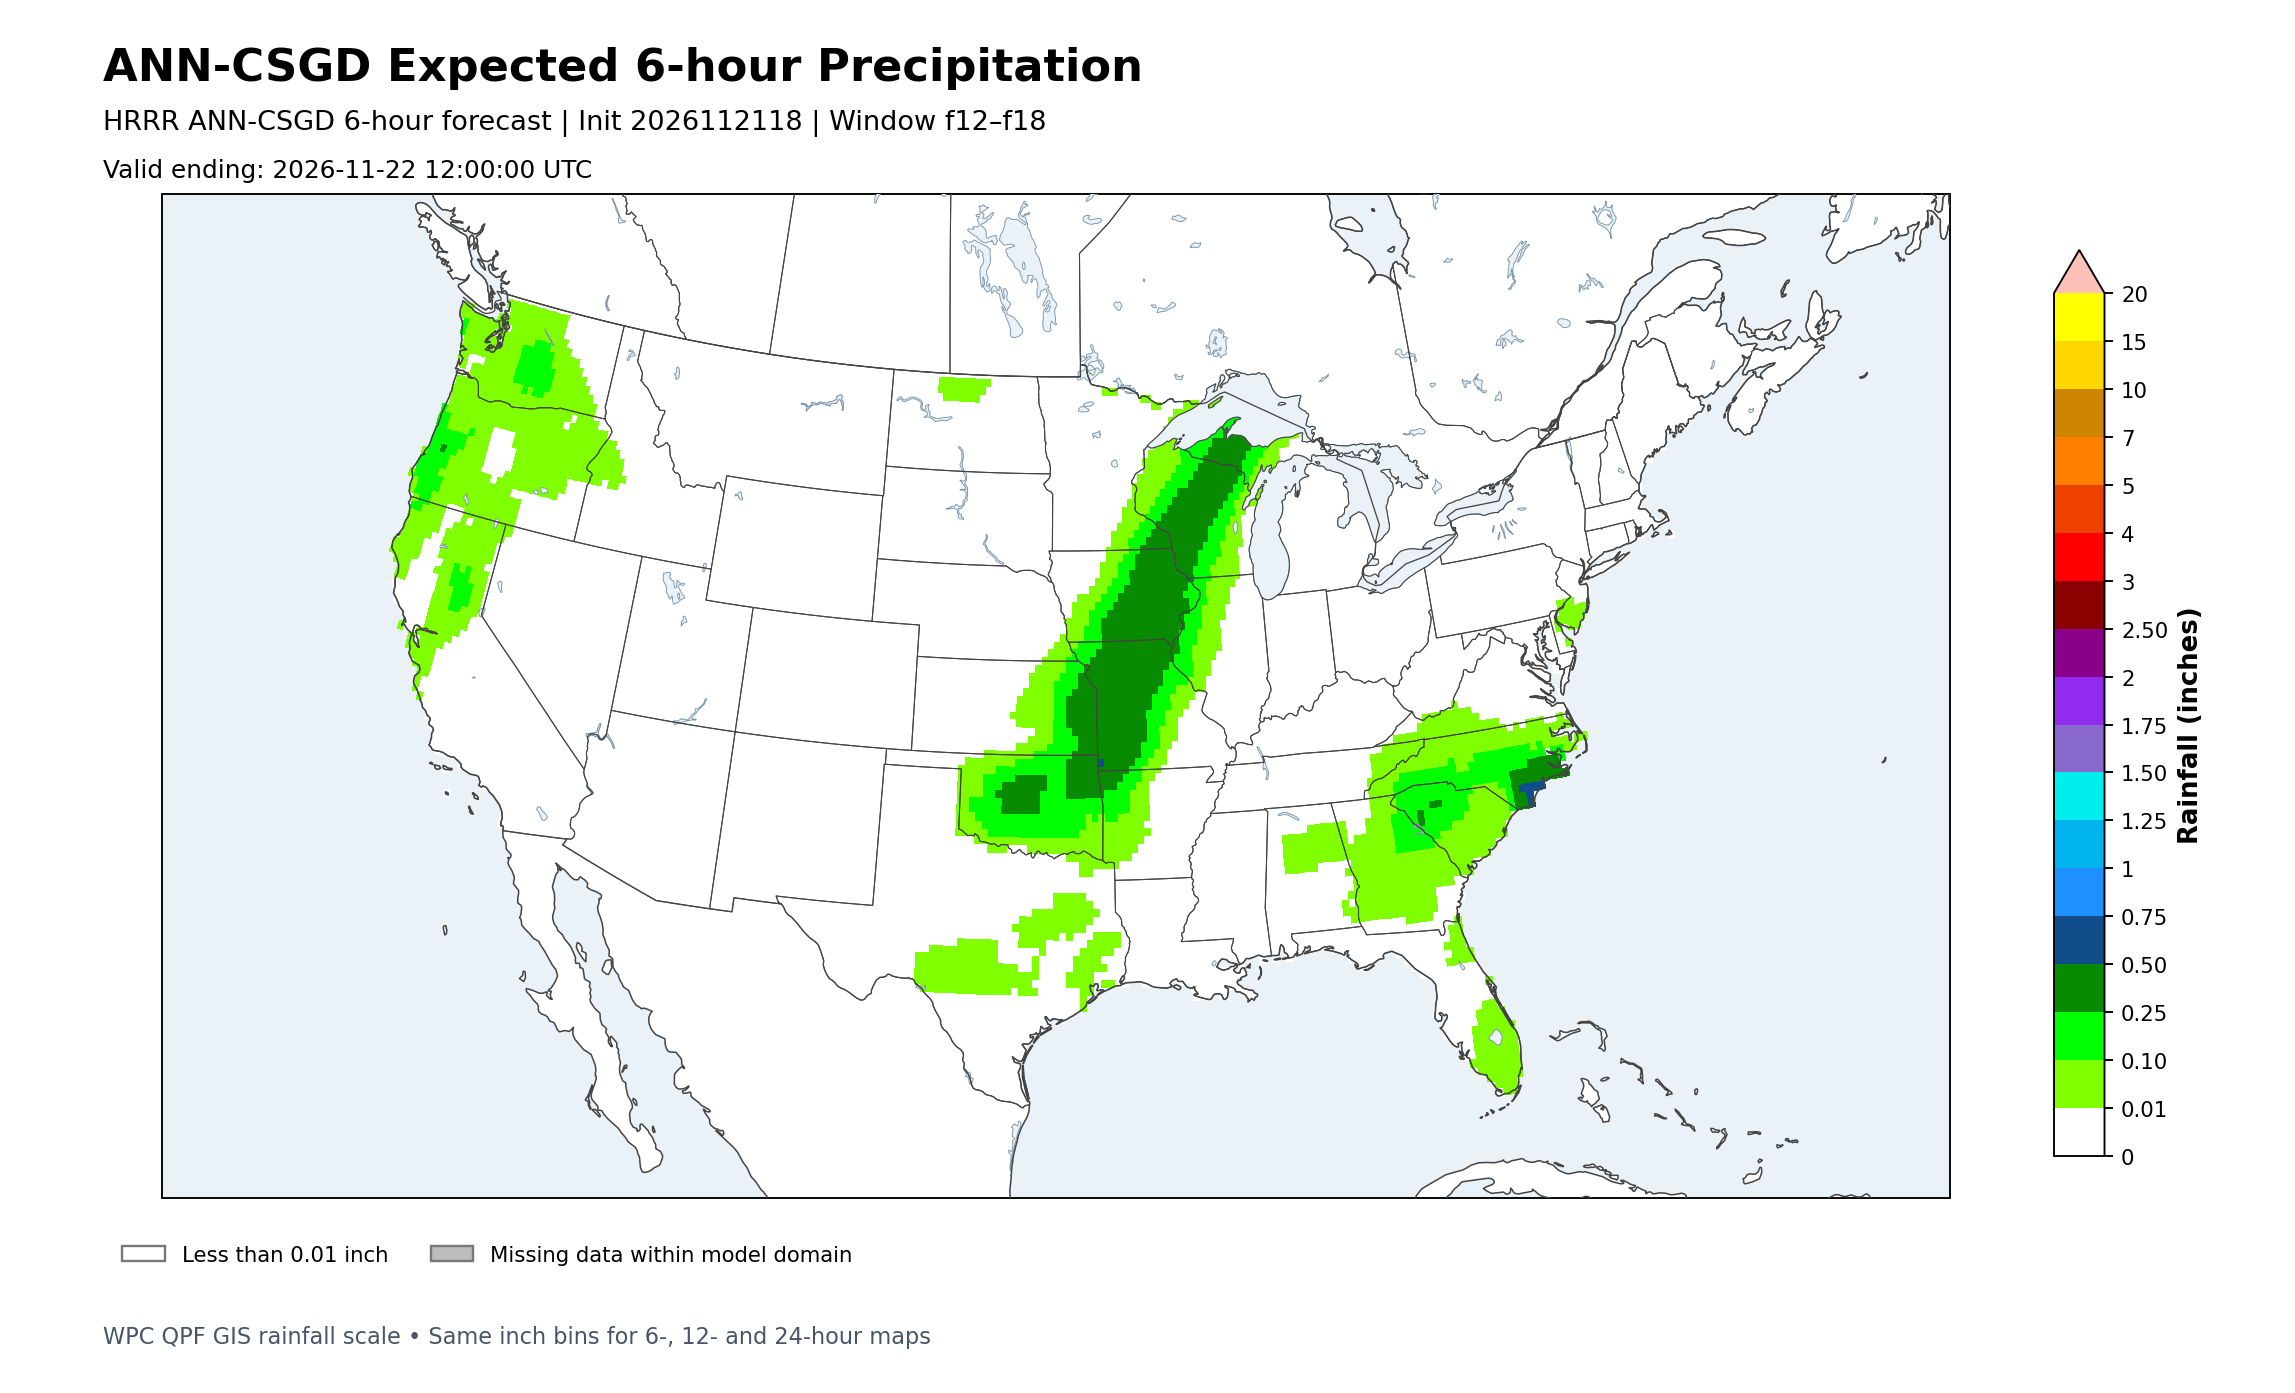 ANN-CSGD Expected 6-hour Precipitation
HRRR ANN-CSGD 6-hour forecast | Init 2026112118 | Window f12–f18
Valid ending: 2026-11-22 12:00:00 UTC
20
15
10
7
5
4
3
2.50
2
1.75
1.50
1.25
1
0.75
0.50
0.25
0.10
0.01
0
Rainfall (inches)
Less than 0.01 inch
Missing data within model domain
WPC QPF GIS rainfall scale • Same inch bins for 6-, 12- and 24-hour maps